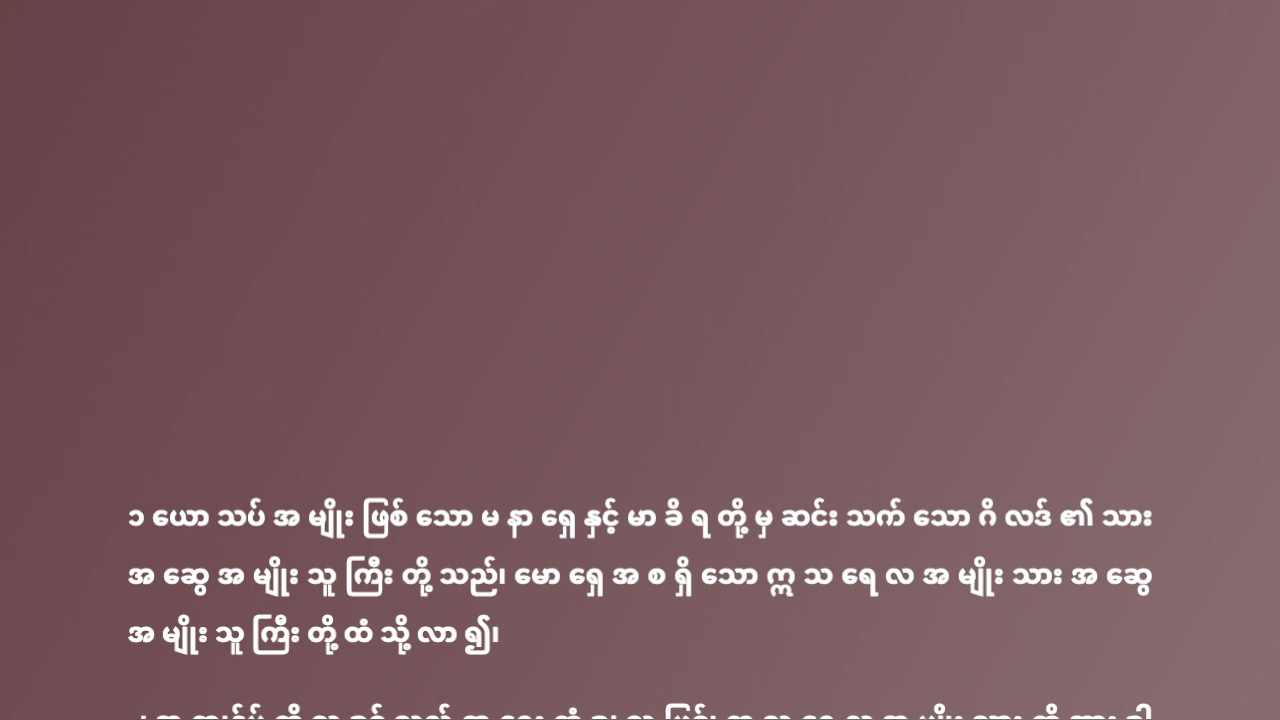 ၁ ယော သပ် အ မျိုး ဖြစ် သော မ နာ ရှေ နှင့် မာ ခိ ရ တို့ မှ ဆင်း သက် သော ဂိ လဒ် ၏ သား
အ ဆွေ အ မျိုး သူ ကြီး တို့ သည်၊ မော ရှေ အ စ ရှိ သော ဣ သ ရေ လ အ မျိုး သား အ ဆွေ
အ မျိုး သူ ကြီး တို့ ထံ သို့ လာ ၍၊